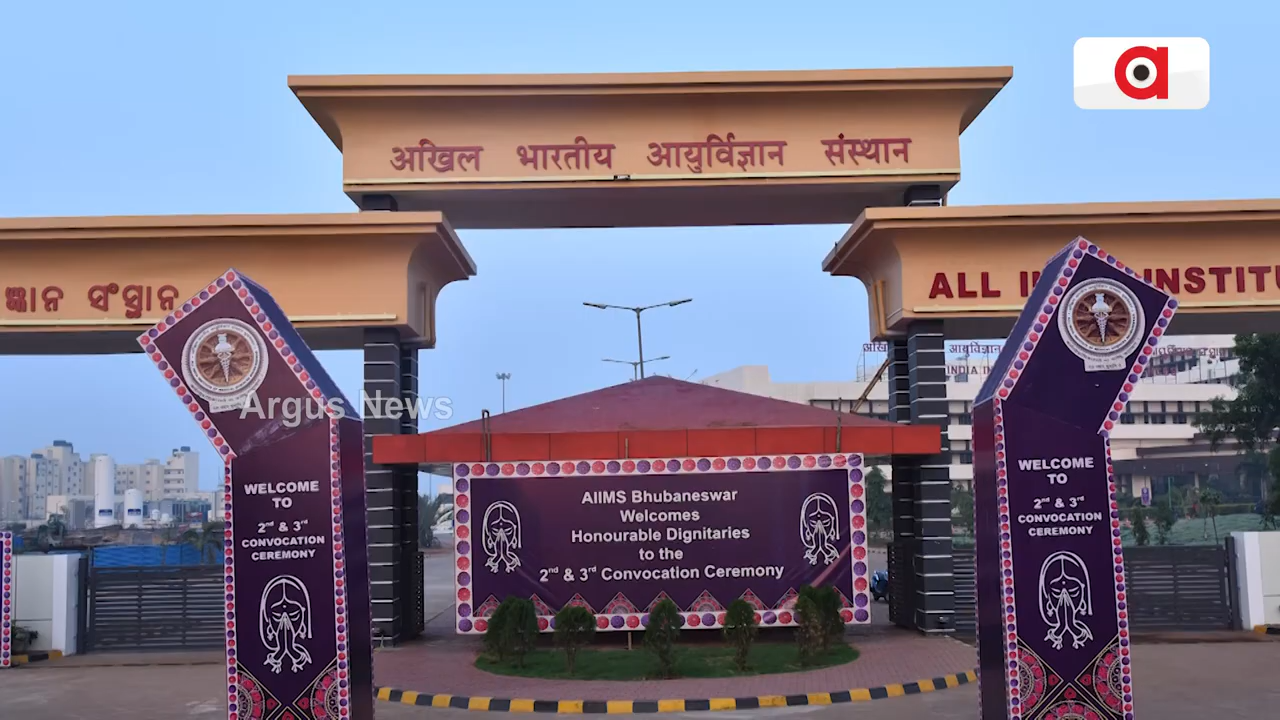 अखिल भारतीय आयुर्विज्ञान संस्थान
ଜ୍ଞାନ ସଂସ୍ଥାନ
ALL
Argus News
WELCOME
TO
2nd & 3rd
CONVOCATION
CEREMONY
AIIMS Bhubaneswar
Welcomes
Honourable Dignitaries
to the
2nd & 3rd Convocation Ceremony
WELCOME
TO
2nd & 3rd
CONVOCATION
CEREMONY